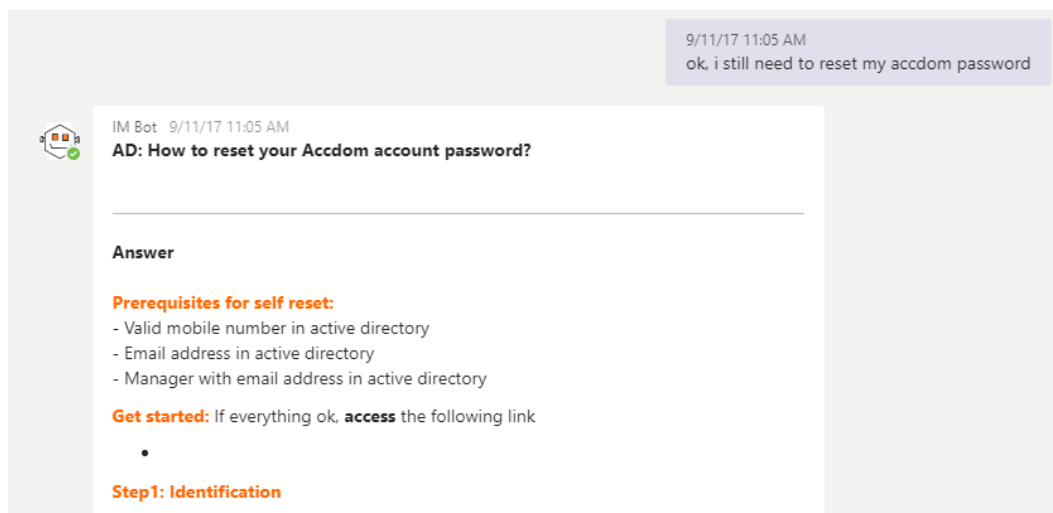 9/11/17 11:05 AM
ok, i still need to reset my accdom password
IM Bot 9/11/17 11:05 AM
AD: How to reset your Accdom account password?
Answer
Prerequisites for self reset:
- Valid mobile number in active directory
- Email address in active directory
- Manager with email address in active directory
Get started: If everything ok, access the following link
•
Step1: Identification